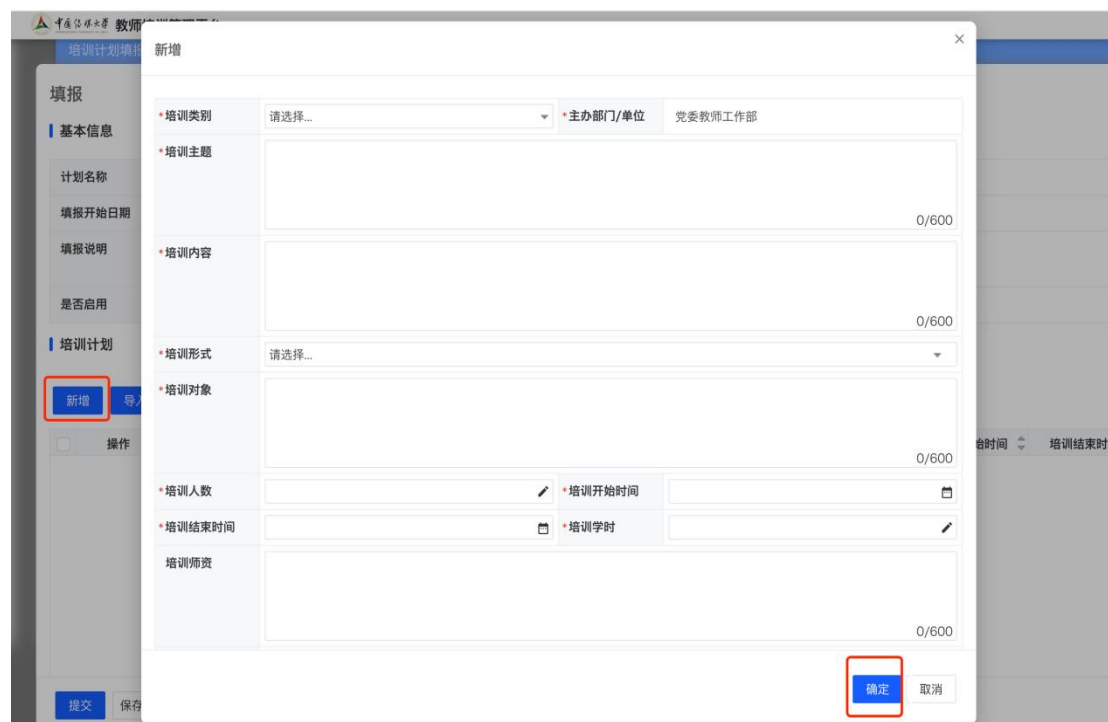 中国传媒大学 教师培训管理平台
培训计划填报
新增
填报
基本信息
计划名称
填报开始日期
填报说明
是否启用
培训计划
新增 导入
操作
始时间 培训结束时
提交 保存
*培训类别 请选择... *主办部门/单位 党委教师工作部
*培训主题
0/600
*培训内容
0/600
*培训形式 请选择...
*培训对象
0/600
*培训人数 *培训开始时间
*培训结束时间 *培训学时
培训师资
0/600
确定 取消